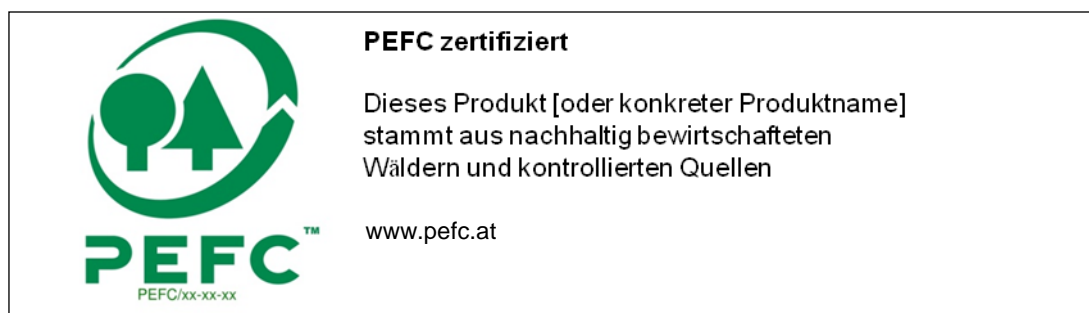 PEFC zertifiziert
Dieses Produkt [oder konkreter Produktname]
stammt aus nachhaltig bewirtschafteten
Wäldern und kontrollierten Quellen
www.pefc.at
PEFC™
PEFC/xx-xx-xx